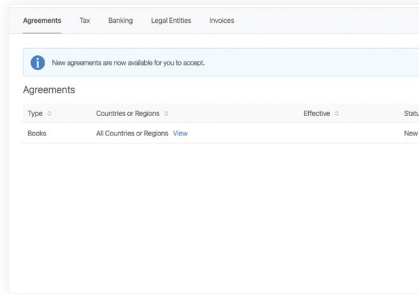 Agreements Tax Banking Legal Entities Invoices
New agreements are now available for you to accept.
Agreements
Type Countries or Regions Effective Statu
Books All Countries or Regions View New